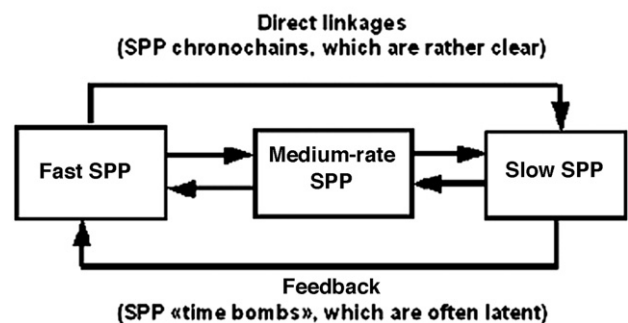 Direct linkages
(SPP chronochains, which are rather clear)
Fast SPP
Medium-rate
SPP
Slow SPP
Feedback
(SPP «time bombs», which are often latent)